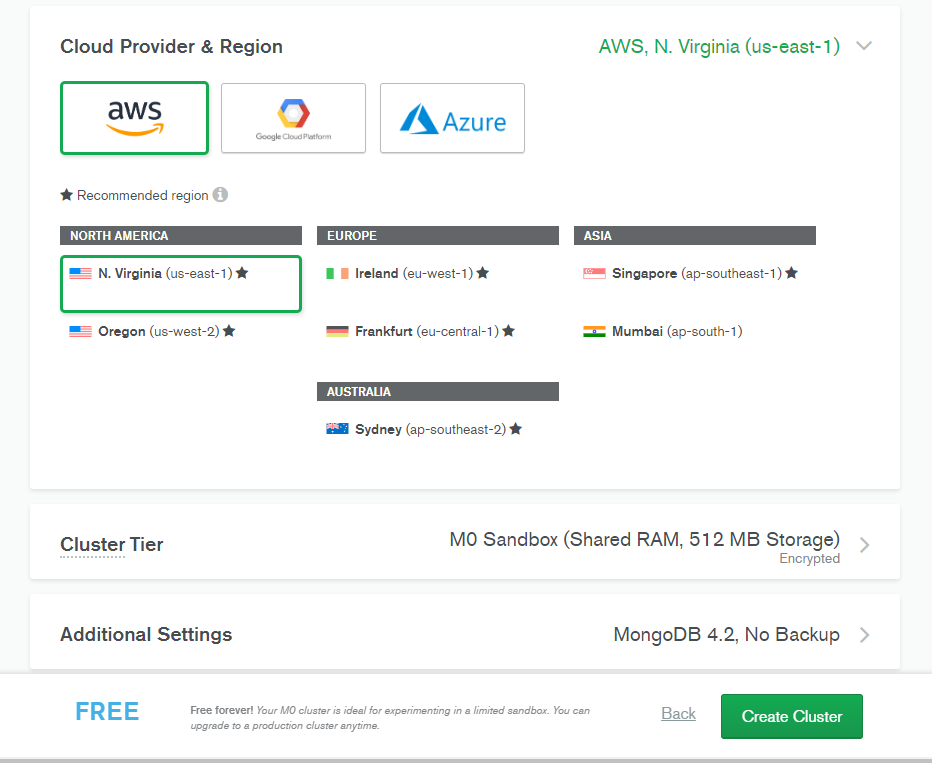 Cloud Provider & Region
AWS, N. Virginia (us-east-1)
aws
Google Cloud Platform
Azure
Recommended region
NORTH AMERICA
N. Virginia (us-east-1)
Oregon (us-west-2)
EUROPE
Ireland (eu-west-1)
Frankfurt (eu-central-1)
ASIA
Singapore (ap-southeast-1)
Mumbai (ap-south-1)
AUSTRALIA
Sydney (ap-southeast-2)
Cluster Tier
M0 Sandbox (Shared RAM, 512 MB Storage)
Encrypted
Additional Settings
MongoDB 4.2, No Backup
FREE
Free forever! Your M0 cluster is ideal for experimenting in a limited sandbox. You can
upgrade to a production cluster anytime.
Back
Create Cluster